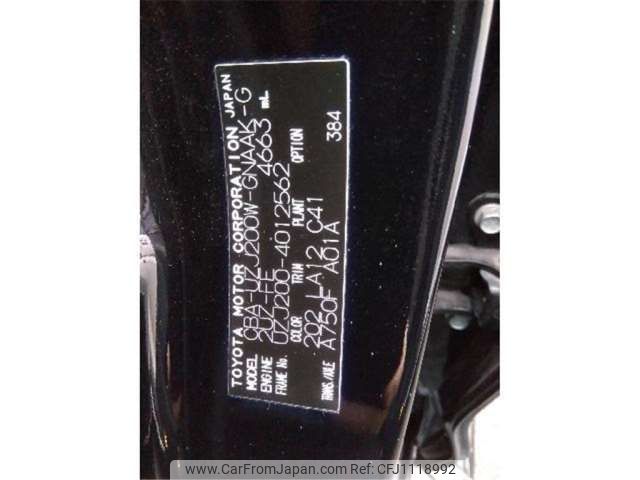 TOYOTA MOTOR CORPORATION JAPAN
MODEL CBA-UZJ200W-GNAAK-G
ENGINE 2UZ-FE 4663 mL
FRAME No. UZJ200-4012562
COLOR TRIM PLANT OPTION
202 LA12 C41 384
TRANS./AXLE A750F A01A
www.CarFromJapan.com | ID:CFJ1118992